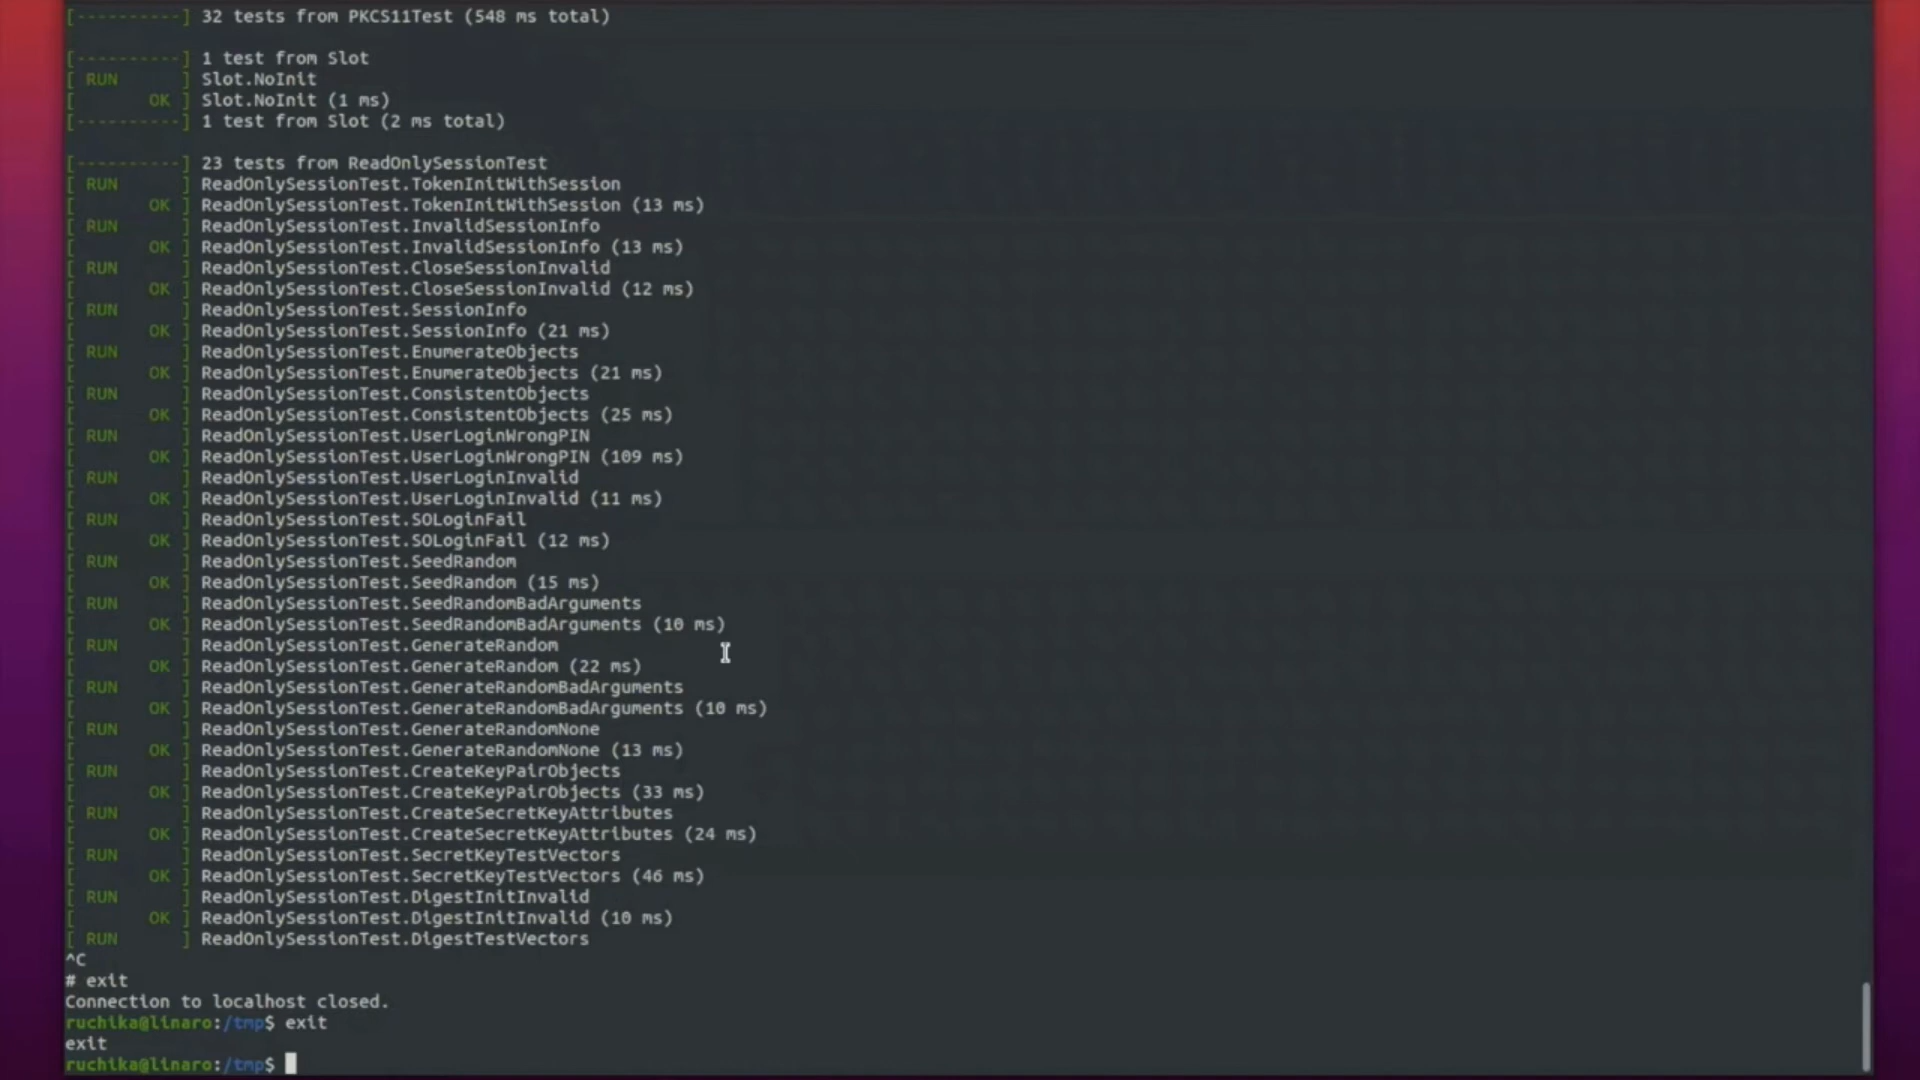 [----------] 32 tests from PKCS11Test (548 ms total)
[----------] 1 test from Slot
[ RUN      ] Slot.NoInit
[       OK ] Slot.NoInit (1 ms)
[----------] 1 test from Slot (2 ms total)
[----------] 23 tests from ReadOnlySessionTest
[ RUN      ] ReadOnlySessionTest.TokenInitWithSession
[       OK ] ReadOnlySessionTest.TokenInitWithSession (13 ms)
[ RUN      ] ReadOnlySessionTest.InvalidSessionInfo
[       OK ] ReadOnlySessionTest.InvalidSessionInfo (13 ms)
[ RUN      ] ReadOnlySessionTest.CloseSessionInvalid
[       OK ] ReadOnlySessionTest.CloseSessionInvalid (12 ms)
[ RUN      ] ReadOnlySessionTest.SessionInfo
[       OK ] ReadOnlySessionTest.SessionInfo (21 ms)
[ RUN      ] ReadOnlySessionTest.EnumerateObjects
[       OK ] ReadOnlySessionTest.EnumerateObjects (21 ms)
[ RUN      ] ReadOnlySessionTest.ConsistentObjects
[       OK ] ReadOnlySessionTest.ConsistentObjects (25 ms)
[ RUN      ] ReadOnlySessionTest.UserLoginWrongPIN
[       OK ] ReadOnlySessionTest.UserLoginWrongPIN (109 ms)
[ RUN      ] ReadOnlySessionTest.UserLoginInvalid
[       OK ] ReadOnlySessionTest.UserLoginInvalid (11 ms)
[ RUN      ] ReadOnlySessionTest.SOLoginFail
[       OK ] ReadOnlySessionTest.SOLoginFail (12 ms)
[ RUN      ] ReadOnlySessionTest.SeedRandom
[       OK ] ReadOnlySessionTest.SeedRandom (15 ms)
[ RUN      ] ReadOnlySessionTest.SeedRandomBadArguments
[       OK ] ReadOnlySessionTest.SeedRandomBadArguments (10 ms)
[ RUN      ] ReadOnlySessionTest.GenerateRandom
[       OK ] ReadOnlySessionTest.GenerateRandom (22 ms)
[ RUN      ] ReadOnlySessionTest.GenerateRandomBadArguments
[       OK ] ReadOnlySessionTest.GenerateRandomBadArguments (10 ms)
[ RUN      ] ReadOnlySessionTest.GenerateRandomNone
[       OK ] ReadOnlySessionTest.GenerateRandomNone (13 ms)
[ RUN      ] ReadOnlySessionTest.CreateKeyPairObjects
[       OK ] ReadOnlySessionTest.CreateKeyPairObjects (33 ms)
[ RUN      ] ReadOnlySessionTest.CreateSecretKeyAttributes
[       OK ] ReadOnlySessionTest.CreateSecretKeyAttributes (24 ms)
[ RUN      ] ReadOnlySessionTest.SecretKeyTestVectors
[       OK ] ReadOnlySessionTest.SecretKeyTestVectors (46 ms)
[ RUN      ] ReadOnlySessionTest.DigestInitInvalid
[       OK ] ReadOnlySessionTest.DigestInitInvalid (10 ms)
[ RUN      ] ReadOnlySessionTest.DigestTestVectors
^C
# exit
Connection to localhost closed.
ruchika@linaro:/tmp$ exit
exit
ruchika@linaro:/tmp$